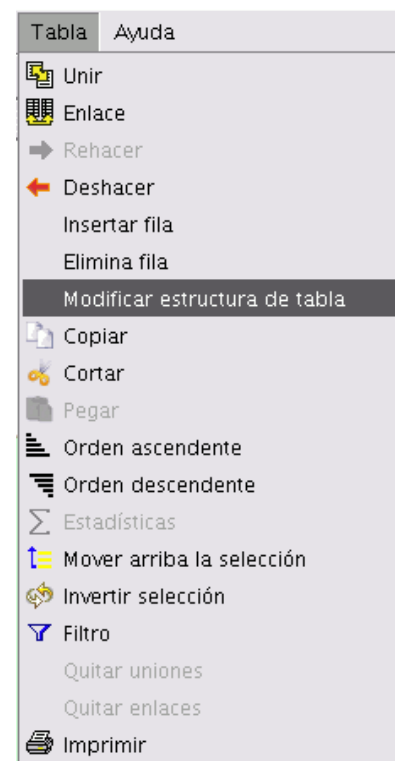 Tabla Ayuda
Unir
Enlace
Rehacer
Deshacer
Insertar fila
Elimina fila
Modificar estructura de tabla
Copiar
Cortar
Pegar
Orden ascendente
Orden descendente
Estadísticas
Mover arriba la selección
Invertir selección
Filtro
Quitar uniones
Quitar enlaces
Imprimir